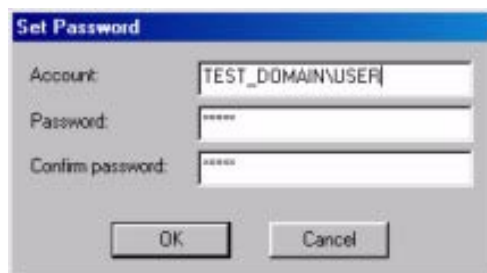 Set Password
Account: TEST_DOMAIN\USER
Password: *****
Confirm password: *****
OK Cancel